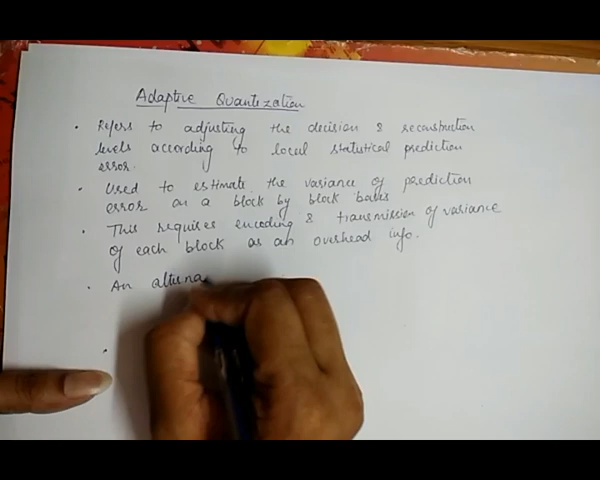 Adaptive Quantization
• Refers to adjusting the decision & reconstruction
levels according to local statistical prediction
error.
• Used to estimate the variance of prediction
error on a block by block basis
• This requires encoding & transmission of variance
of each block as an overhead info.
• An alterna